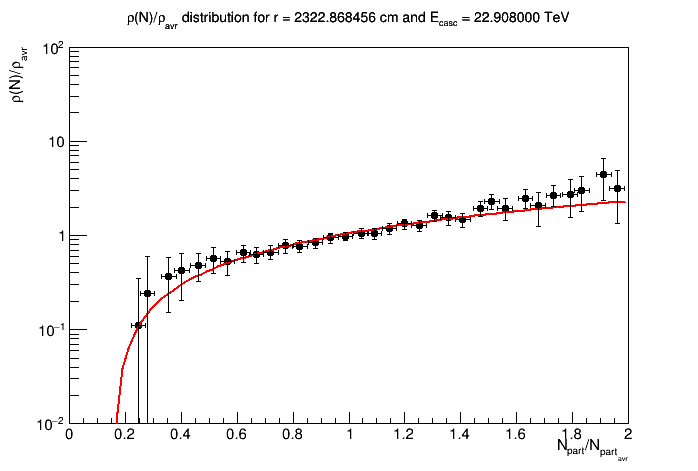 ρ(N)/ρavr distribution for r = 2322.868456 cm and Ecasc = 22.908000 TeV
ρ(N)/ρavr
10²
10
1
10⁻¹
10⁻²
0 0.2 0.4 0.6 0.8 1 1.2 1.4 1.6 1.8 2
Npart/Npartavr